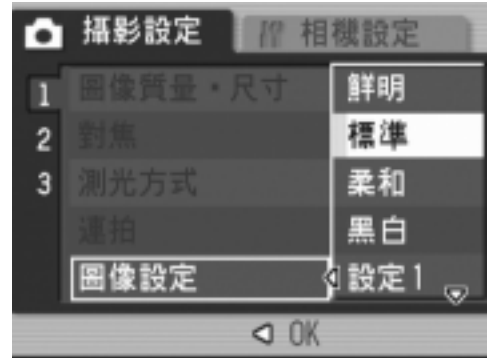 攝影設定 相機設定
1 圖像質量・尺寸 鮮明
2 對焦 標準
3 測光方式 柔和
連拍 黑白
圖像設定 設定1
OK